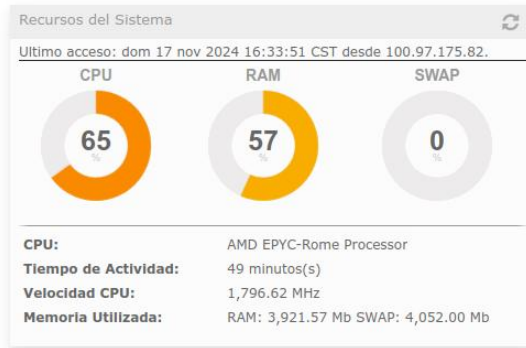 Recursos del Sistema
Ultimo acceso: dom 17 nov 2024 16:33:51 CST desde 100.97.175.82.
CPU RAM SWAP
65 57 0
% % %
CPU: AMD EPYC-Rome Processor
Tiempo de Actividad: 49 minutos(s)
Velocidad CPU: 1,796.62 MHz
Memoria Utilizada: RAM: 3,921.57 Mb SWAP: 4,052.00 Mb